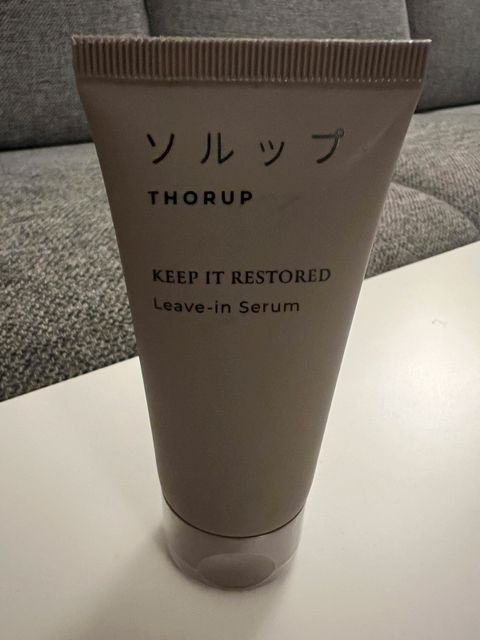 ソルップ
THORUP
KEEP IT RESTORED
Leave-in Serum